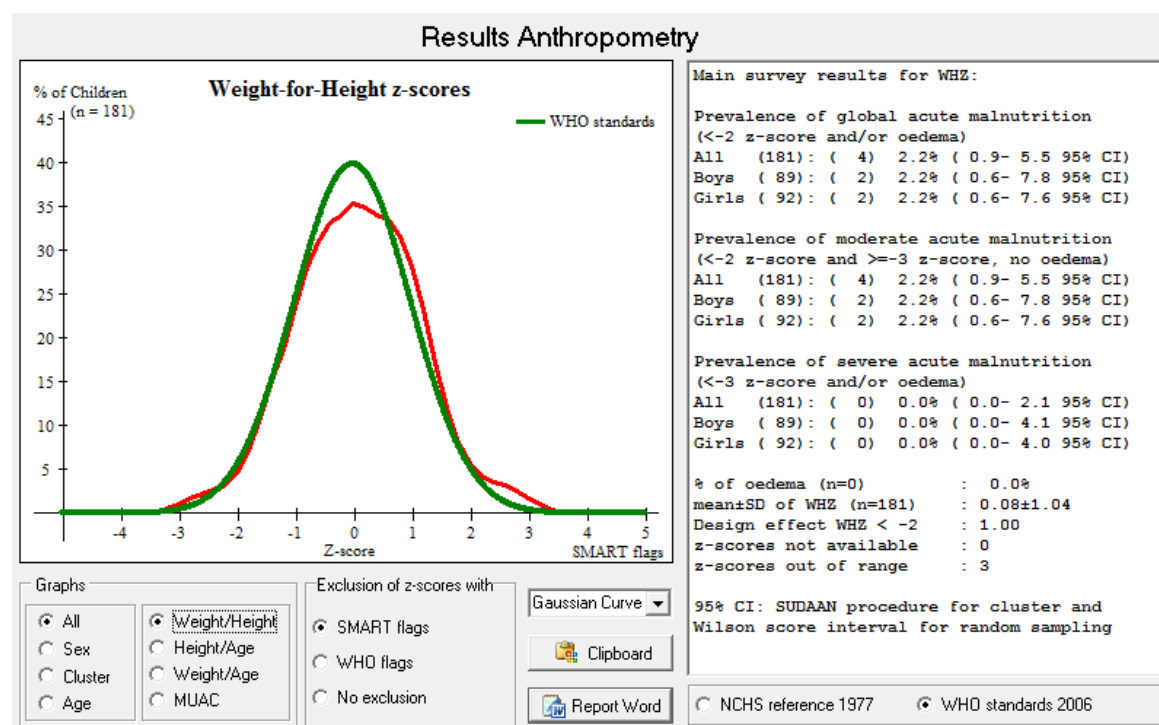 Results Anthropometry
% of Children
(n = 181)
Weight-for-Height z-scores
WHO standards
45
40
35
30
25
20
15
10
5
-4 -3 -2 -1 0 1 2 3 4 5
Z-score
SMART flags
Main survey results for WHZ:
Prevalence of global acute malnutrition
(<-2 z-score and/or oedema)
All (181): ( 4) 2.2% ( 0.9- 5.5 95% CI)
Boys ( 89): ( 2) 2.2% ( 0.6- 7.8 95% CI)
Girls ( 92): ( 2) 2.2% ( 0.6- 7.6 95% CI)
Prevalence of moderate acute malnutrition
(<-2 z-score and >=-3 z-score, no oedema)
All (181): ( 4) 2.2% ( 0.9- 5.5 95% CI)
Boys ( 89): ( 2) 2.2% ( 0.6- 7.8 95% CI)
Girls ( 92): ( 2) 2.2% ( 0.6- 7.6 95% CI)
Prevalence of severe acute malnutrition
(<-3 z-score and/or oedema)
All (181): ( 0) 0.0% ( 0.0- 2.1 95% CI)
Boys ( 89): ( 0) 0.0% ( 0.0- 4.1 95% CI)
Girls ( 92): ( 0) 0.0% ( 0.0- 4.0 95% CI)
% of oedema (n=0) : 0.0%
mean±SD of WHZ (n=181) : 0.08±1.04
Design effect WHZ < -2 : 1.00
z-scores not available : 0
z-scores out of range : 3
95% CI: SUDAAN procedure for cluster and
Wilson score interval for random sampling
Graphs
All
Sex
Cluster
Age
Weight/Height
Height/Age
Weight/Age
MUAC
Exclusion of z-scores with
SMART flags
WHO flags
No exclusion
Gaussian Curve
Clipboard
Report Word
NCHS reference 1977
WHO standards 2006